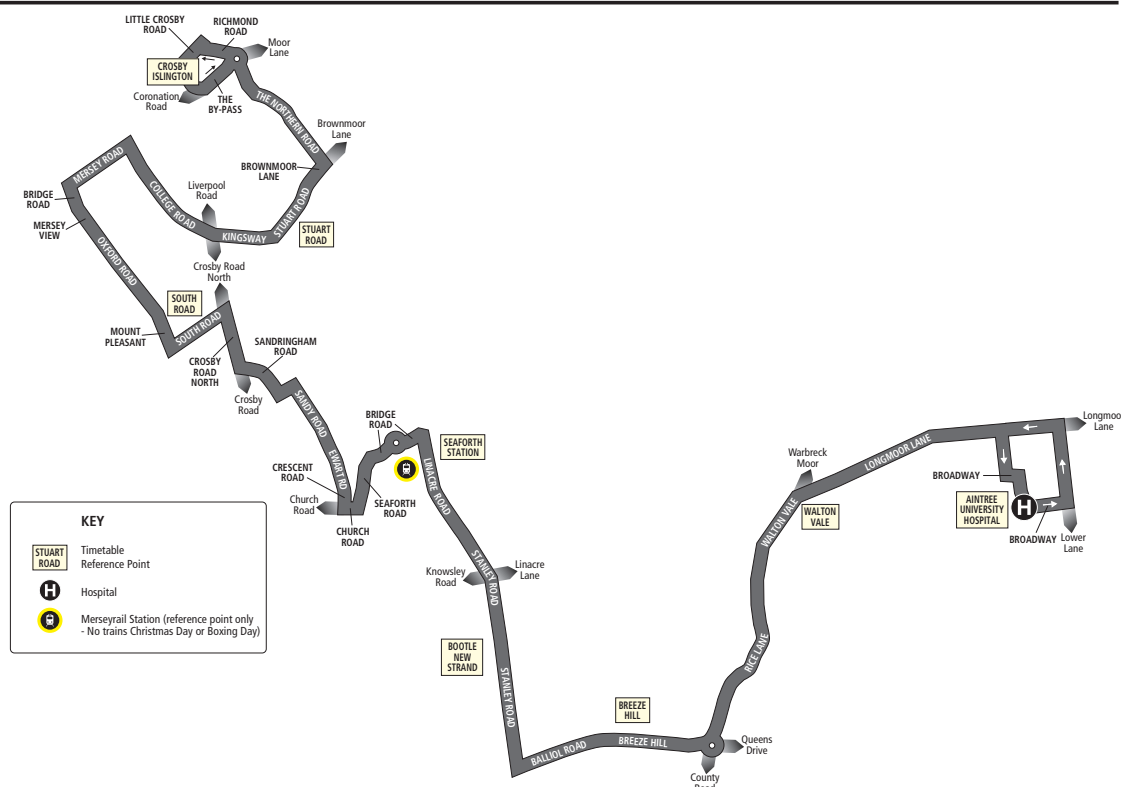 LITTLE CROSBY
ROAD
RICHMOND
ROAD
Moor
Lane
CROSBY
ISLINGTON
Coronation
Road
THE
BY-PASS
THE NORTHERN ROAD
Brownmoor
Lane
BROWNMOOR
LANE
MERSEY ROAD
BRIDGE
ROAD
MERSEY
VIEW
COLLEGE ROAD
Liverpool
Road
KINGSWAY
STUART ROAD
STUART
ROAD
OXFORD ROAD
Crosby Road
North
SOUTH
ROAD
MOUNT
PLEASANT
SOUTH ROAD
CROSBY
ROAD
NORTH
SANDRINGHAM
ROAD
Crosby
Road
SANDY ROAD
BRIDGE
ROAD
SEAFORTH
STATION
EWART RD
LINACRE ROAD
CRESCENT
ROAD
Church
Road
SEAFORTH
ROAD
CHURCH
ROAD
Knowsley
Road
Linacre
Lane
STANLEY ROAD
BOOTLE
NEW
STRAND
STANLEY ROAD
BALLIOL ROAD
BREEZE
HILL
BREEZE HILL
Queens
Drive
County
Road
RICE LANE
WALTON VALE
WALTON
VALE
Warbreck
Moor
LONGMOOR LANE
Longmoo
Lane
BROADWAY
AINTREE
UNIVERSITY
HOSPITAL
H
BROADWAY
Lower
Lane
KEY
STUART
ROAD
Timetable
Reference Point
H
Hospital
Merseyrail Station (reference point only
- No trains Christmas Day or Boxing Day)